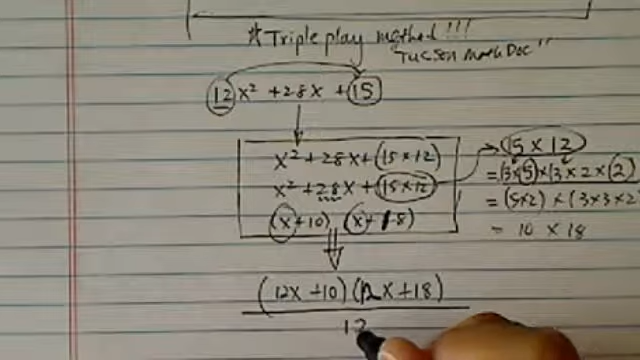 *Triple play method!!!
"Tucson Math Doc"
12x² + 28x + 15
x² + 28x + (15 x 12)
x² + 28x + (15 x 12)
(x + 10) (x + 18)
15 x 12
= (3 x 5) x (3 x 2 x (2)
= (5 x 2) x (3 x 3 x 2
= 10 x 18
(12x + 10)(12x + 18)
12